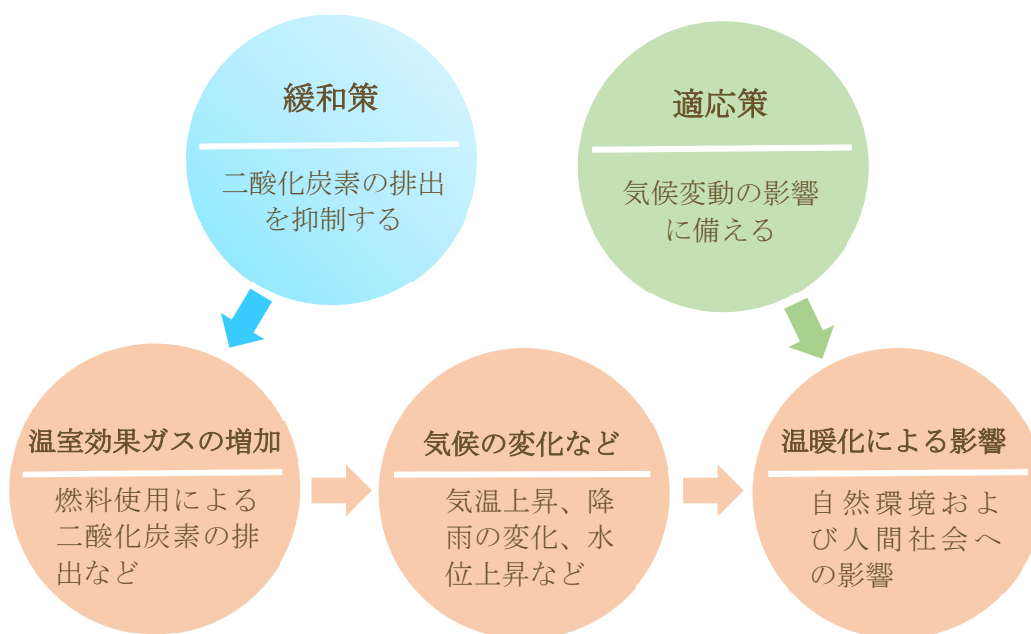 緩和策
二酸化炭素の排出
を抑制する
適応策
気候変動の影響
に備える
温室効果ガスの増加
燃料使用による
二酸化炭素の排
出など
気候の変化など
気温上昇、降
雨の変化、水
位上昇など
温暖化による影響
自然環境およ
び人間社会へ
の影響